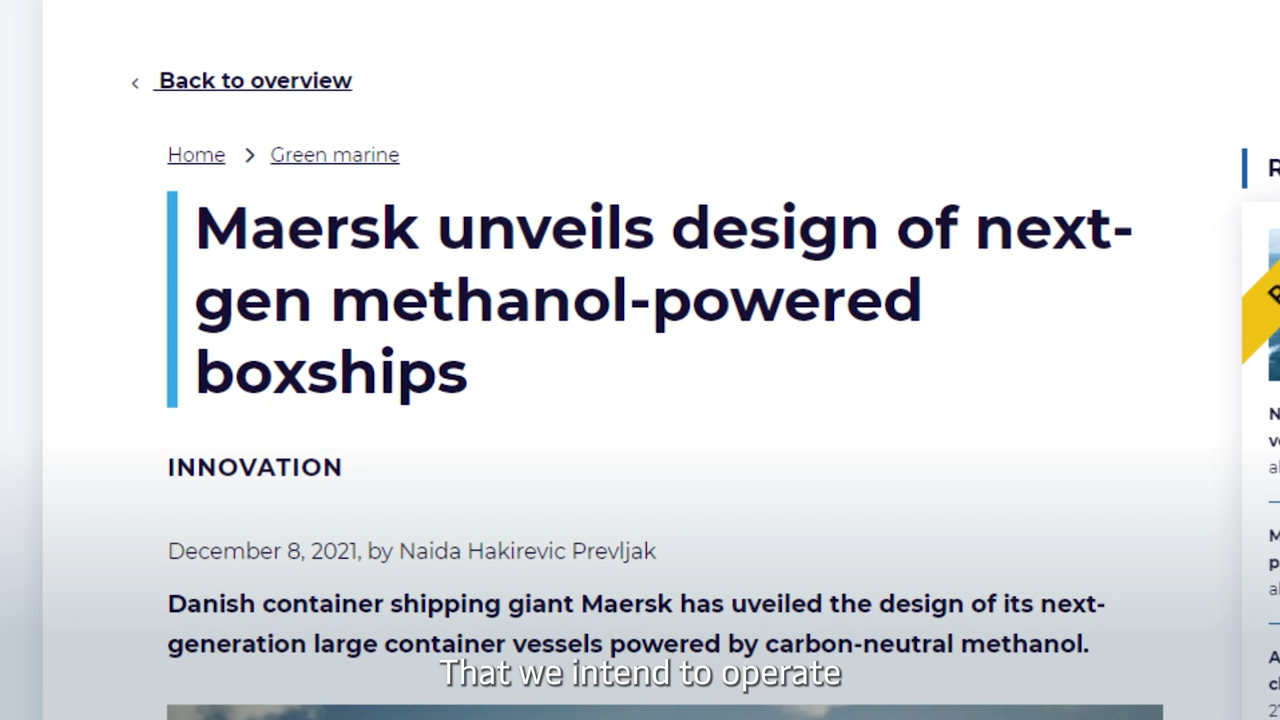 Back to overview
Home > Green marine
Maersk unveils design of next-
gen methanol-powered
boxships
INNOVATION
December 8, 2021, by Naida Hakirevic Prevljak
Danish container shipping giant Maersk has uveiled the design of its next-
generation large container vessels powered by carbon-neutral methanol.
That we intend to operate